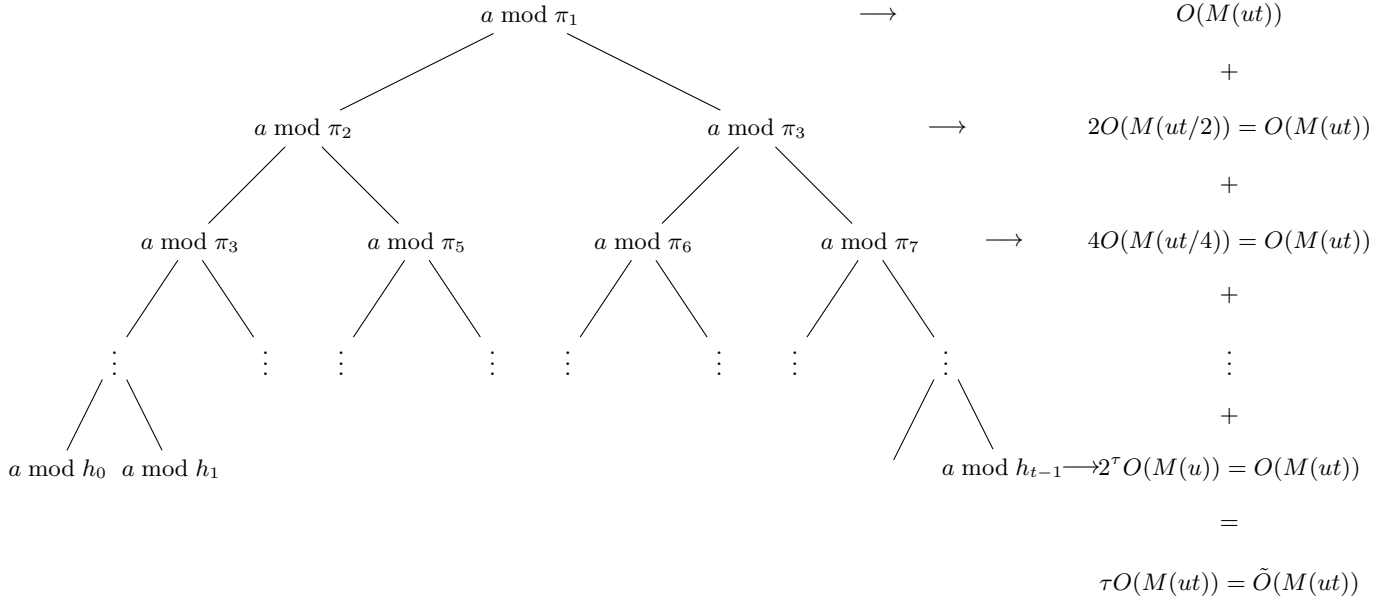 a mod π₁ ⟶ O(M(ut))
+
a mod π₂ a mod π₃ ⟶ 2O(M(ut/2)) = O(M(ut))
+
a mod π₃ a mod π₅ a mod π₆ a mod π₇ ⟶ 4O(M(ut/4)) = O(M(ut))
+
⋮ ⋮ ⋮ ⋮ ⋮ ⋮ ⋮ ⋮ ⋮
+
a mod h₀ a mod h₁ a mod hₜ₋₁ ⟶ 2^τ O(M(u)) = O(M(ut))
=
τO(M(ut)) = Õ(M(ut))